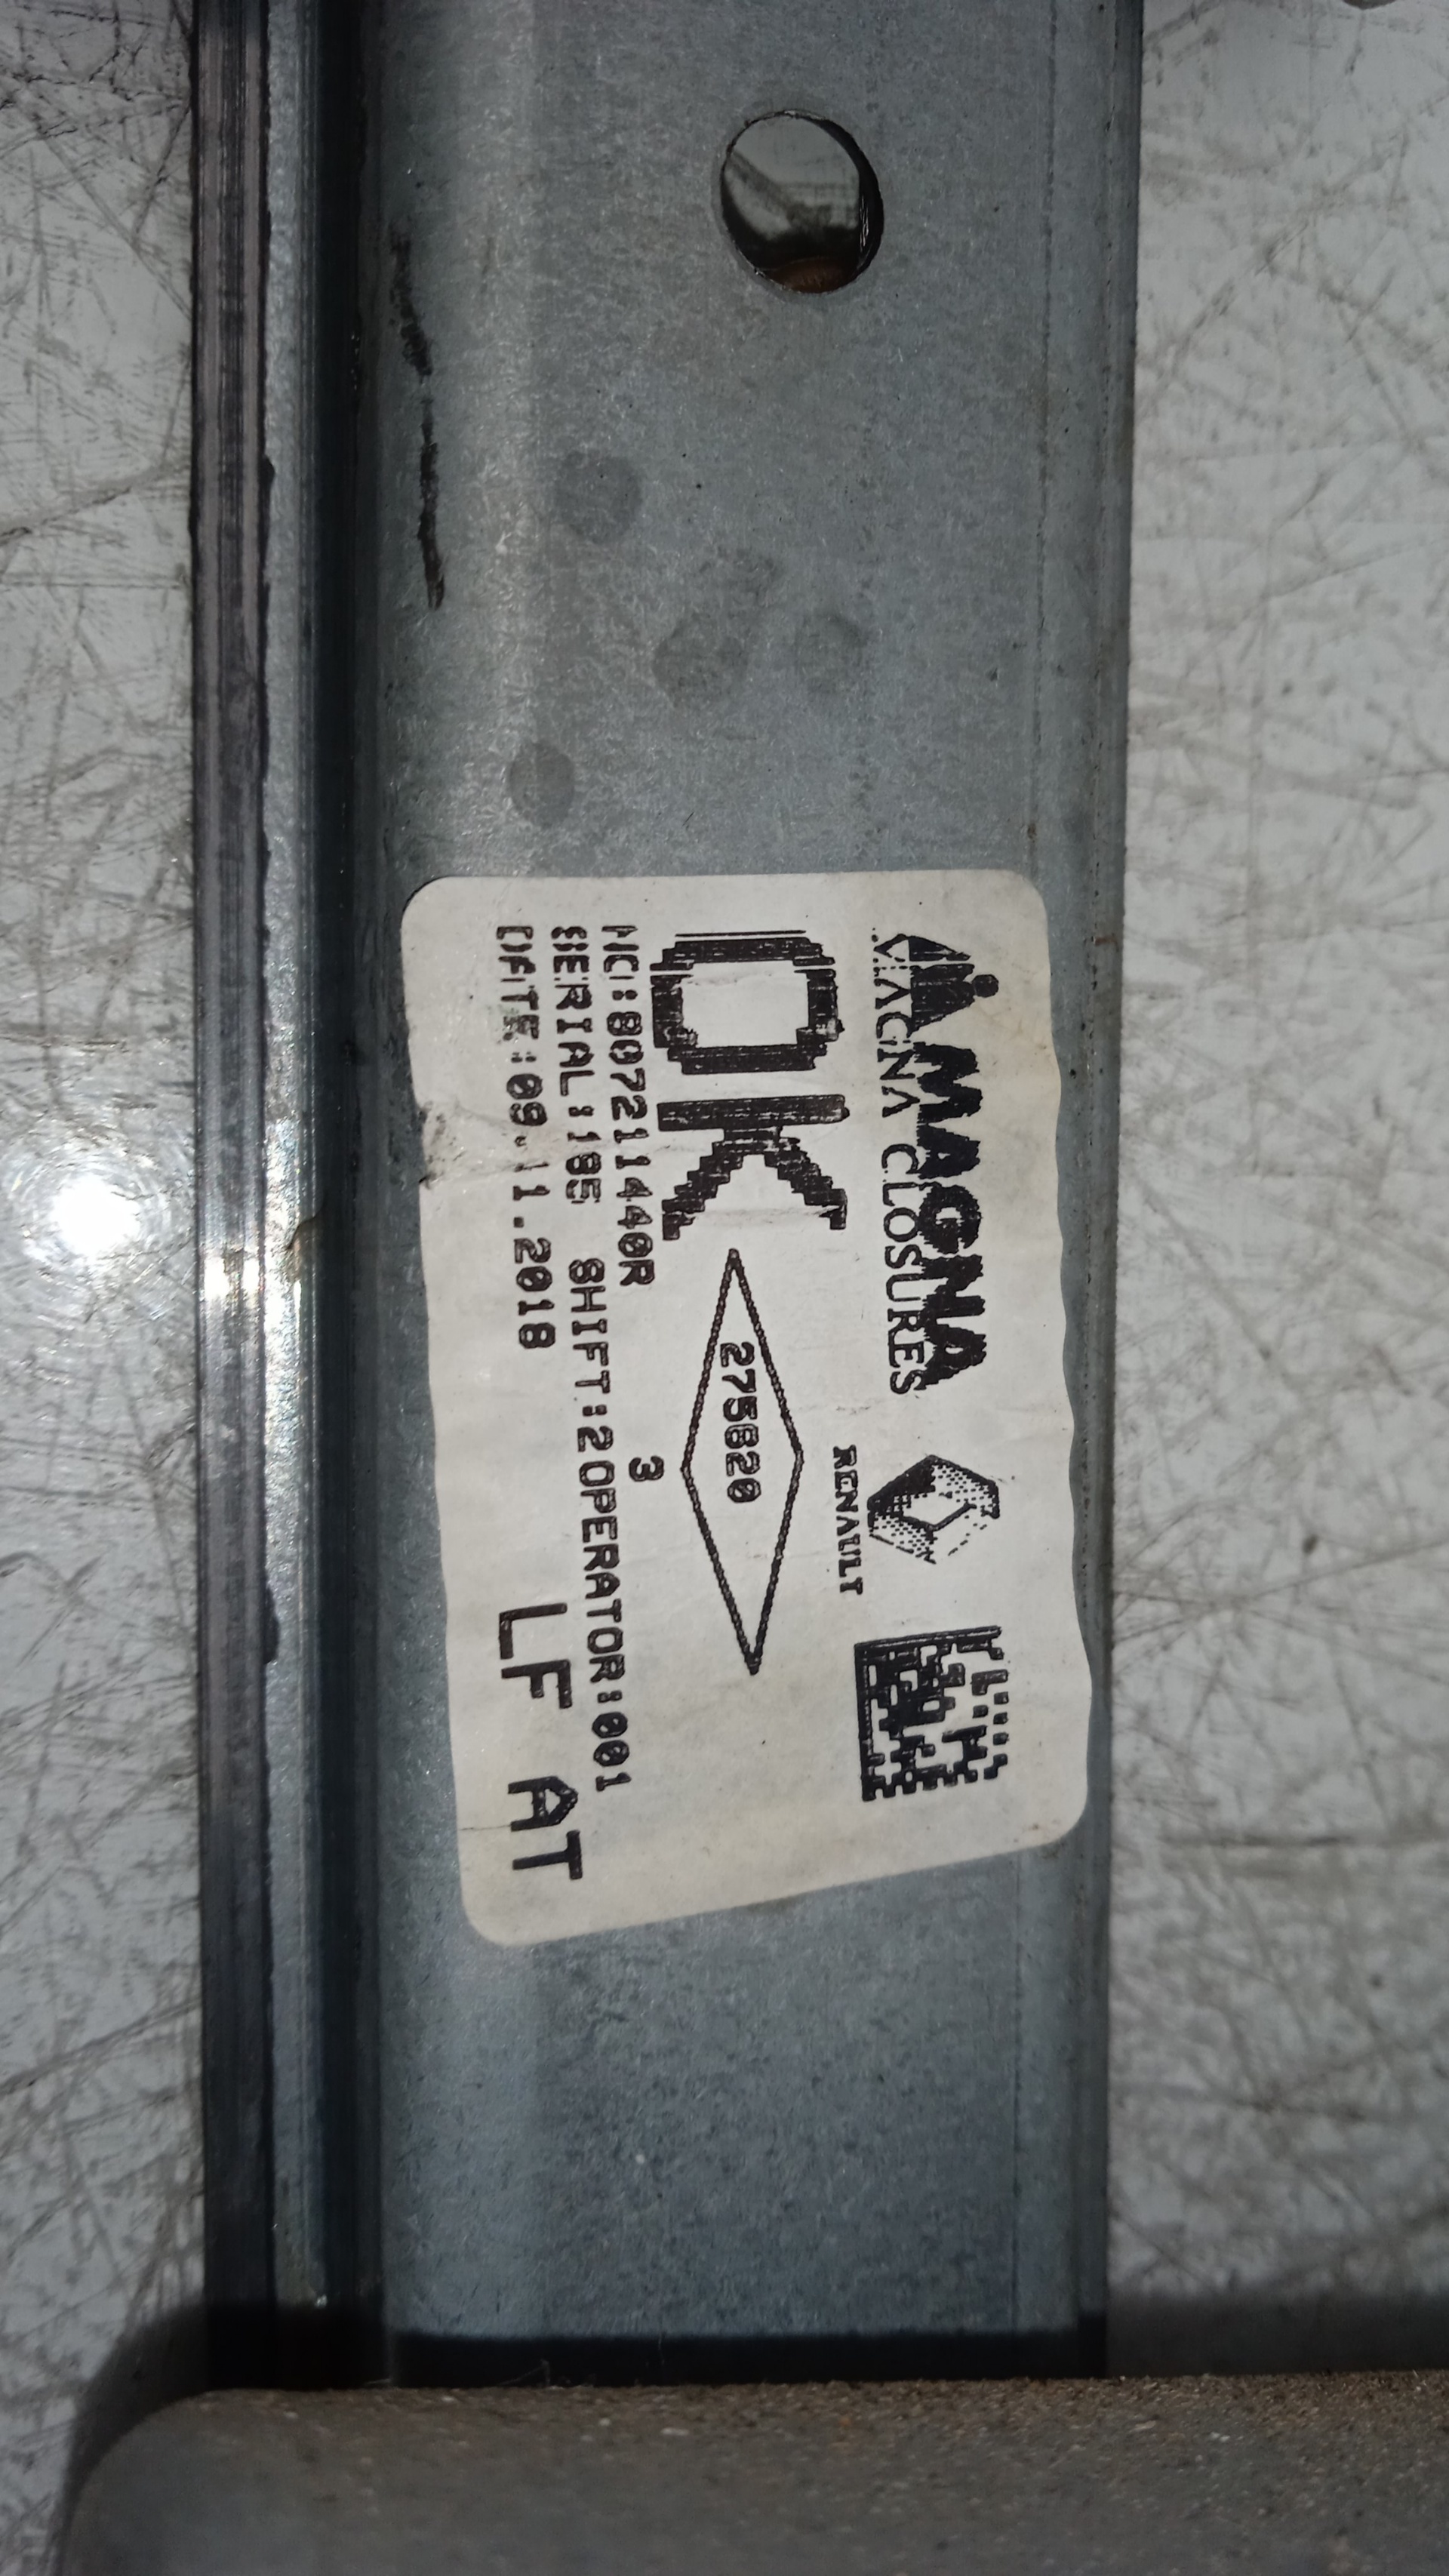 MAGNA
MAGNA CLOSURES
RENAULT
OK
275820
NO:807211440R
3
SERIAL:185 SHIFT:2OPERATOR:001
DATE:09.11.2018
LF AT